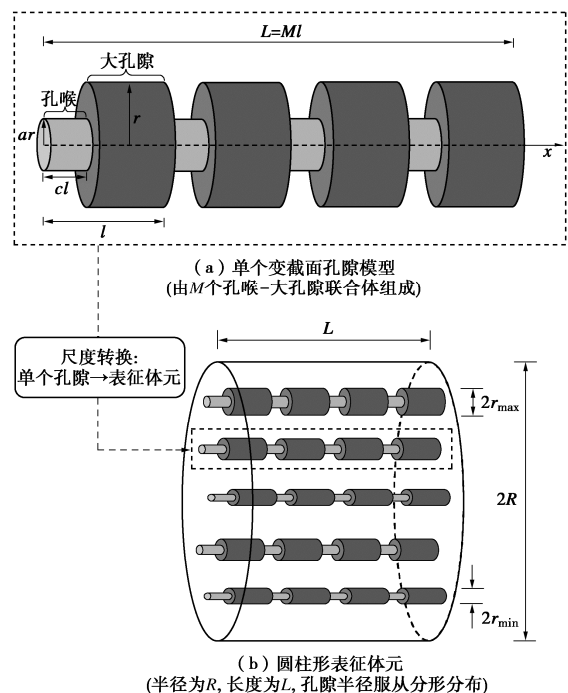 L=Ml
大孔隙
孔喉
r
ar
x
cl
l
(a)单个变截面孔隙模型
(由M个孔喉-大孔隙联合体组成)
L
尺度转换:
单个孔隙→表征体元
2rmax
2R
2rmin
(b)圆柱形表征体元
(半径为R, 长度为L, 孔隙半径服从分形分布)